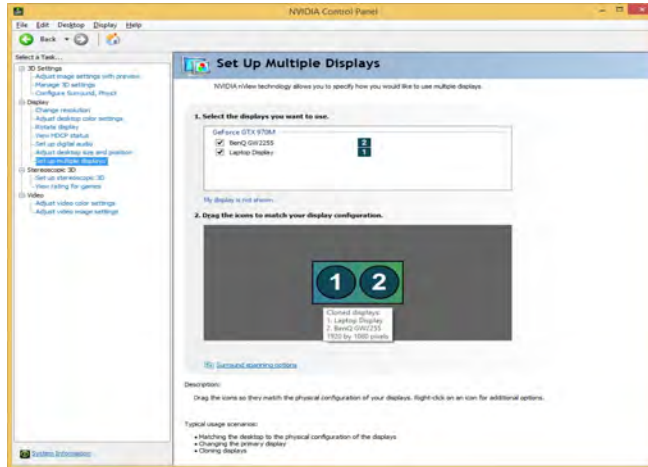 NVIDIA Control Panel
File Edit Desktop Display Help
Back
Select a Task...
3D Settings
Adjust image settings with preview
Manage 3D settings
Configure Surround, PhysX
Display
Change resolution
Adjust desktop color settings
Rotate display
View HDCP status
Set up digital audio
Adjust desktop size and position
Set up multiple displays
Stereoscopic 3D
Set up stereoscopic 3D
View rating for games
Video
Adjust video color settings
Adjust video image settings
System Information
Set Up Multiple Displays
NVIDIA nView technology allows you to specify how you would like to use multiple displays.
1. Select the displays you want to use.
GeForce GTX 970M
BenQ GW2255 2
Laptop Display 1
My display is not shown...
2. Drag the icons to match your display configuration.
1 2
Cloned displays:
1. Laptop Display
2. BenQ GW2255
1920 by 1080 pixels
Surround spanning options
Description:
Drag the icons so they match the physical configuration of your displays. Right-click on an icon for additional options.
Typical usage scenarios:
• Matching the desktop to the physical configuration of the displays
• Changing the primary display
• Cloning displays